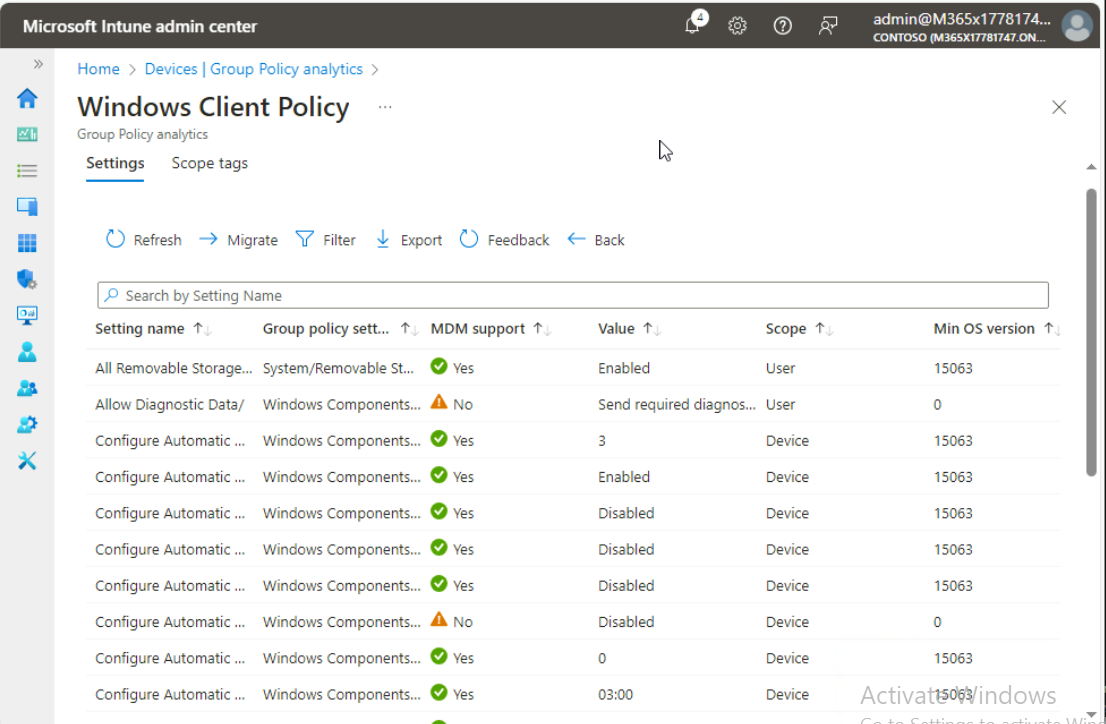 Microsoft Intune admin center
4
admin@M365x1778174...
CONTOSO (M365X17781747.ON...
Home > Devices | Group Policy analytics >
Windows Client Policy ...
Group Policy analytics
Settings Scope tags
Refresh Migrate Filter Export Feedback Back
Search by Setting Name
Setting name Group policy sett... MDM support Value Scope Min OS version
All Removable Storage... System/Removable St... Yes Enabled User 15063
Allow Diagnostic Data/ Windows Components... No Send required diagnos... User 0
Configure Automatic ... Windows Components... Yes 3 Device 15063
Configure Automatic ... Windows Components... Yes Enabled Device 15063
Configure Automatic ... Windows Components... Yes Disabled Device 15063
Configure Automatic ... Windows Components... Yes Disabled Device 15063
Configure Automatic ... Windows Components... Yes Disabled Device 15063
Configure Automatic ... Windows Components... No Disabled Device 0
Configure Automatic ... Windows Components... Yes 0 Device 15063
Configure Automatic ... Windows Components... Yes 03:00 Device 15063
Activate Windows
Go to Settings to activate Wind